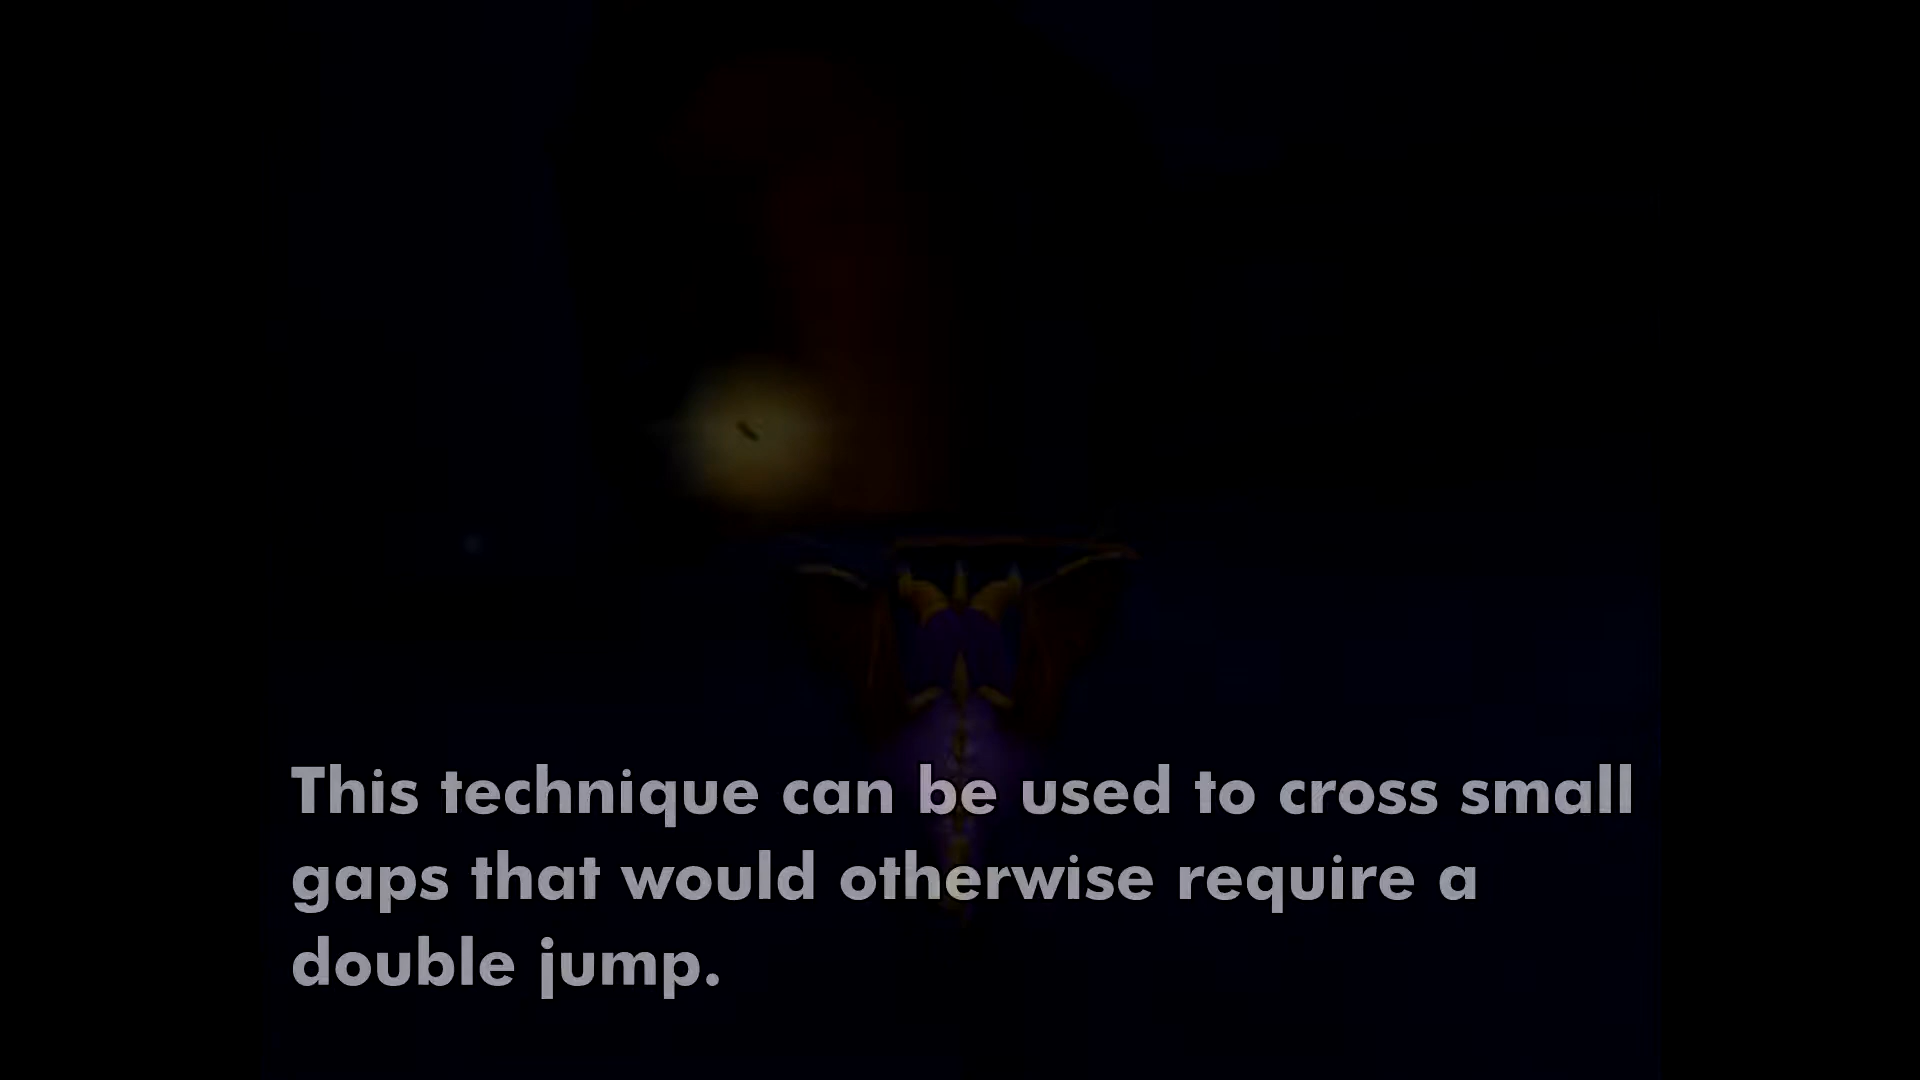 This technique can be used to cross small
gaps that would otherwise require a
double jump.